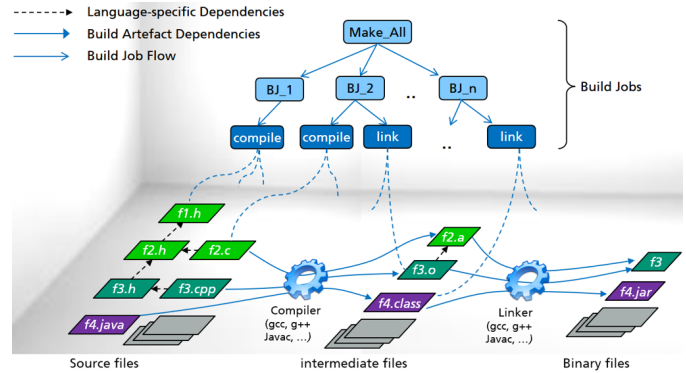 Language-specific Dependencies
Build Artefact Dependencies
Build Job Flow
Make_All
BJ_1
BJ_2
..
BJ_n
Build Jobs
compile
compile
link
..
link
f1.h
f2.h
f2.c
f2.a
f3.h
f3.cpp
f3.o
f3
f4.java
f4.class
f4.jar
Compiler
(gcc, g++
Javac, ...)
Linker
(gcc, g++
Javac, ...)
Source files
intermediate files
Binary files